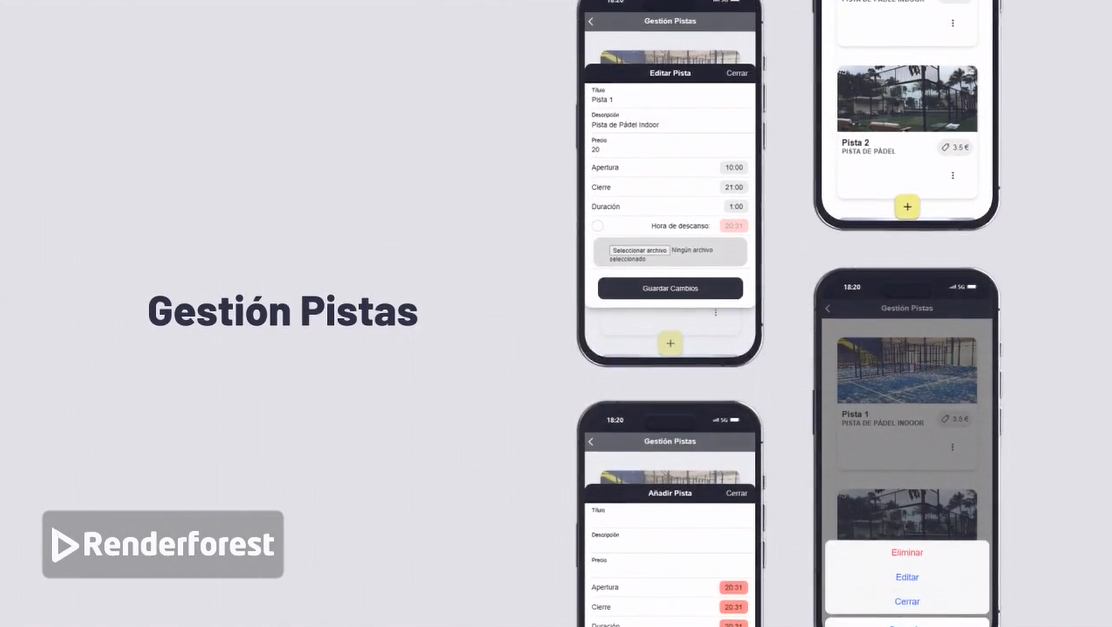 Gestión Pistas
Renderforest
Gestión Pistas
Editar Pista
Cerrar
Título
Pista 1
Descripción
Pista de Pádel Indoor
Precio
20
Apertura
10:00
Cierre
21:00
Duración
1:00
Hora de descanso:
20:31
Seleccionar archivo Ningún archivo
seleccionado
Guardar Cambios
+
18:20
5G
Gestión Pistas
Añadir Pista
Cerrar
Título
Descripción
Precio
Apertura
20:31
Cierre
20:31
Duración
Pista 2
PISTA DE PÁDEL
3.5 €
+
18:20
5G
Gestión Pistas
Pista 1
PISTA DE PÁDEL INDOOR
3.5 €
Eliminar
Editar
Cerrar